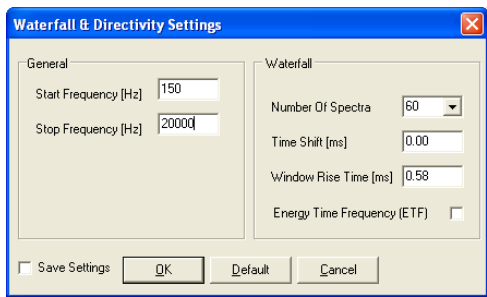 Waterfall & Directivity Settings
General
Start Frequency [Hz] 150
Stop Frequency [Hz] 20000
Waterfall
Number Of Spectra 60
Time Shift [ms] 0.00
Window Rise Time [ms] 0.58
Energy Time Frequency (ETF)
Save Settings OK Default Cancel